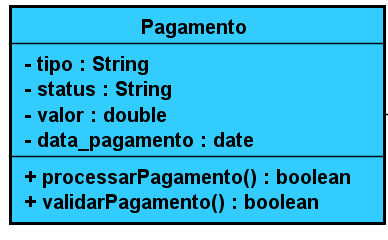 Pagamento
- tipo : String
- status : String
- valor : double
- data_pagamento : date
+ processarPagamento() : boolean
+ validarPagamento() : boolean